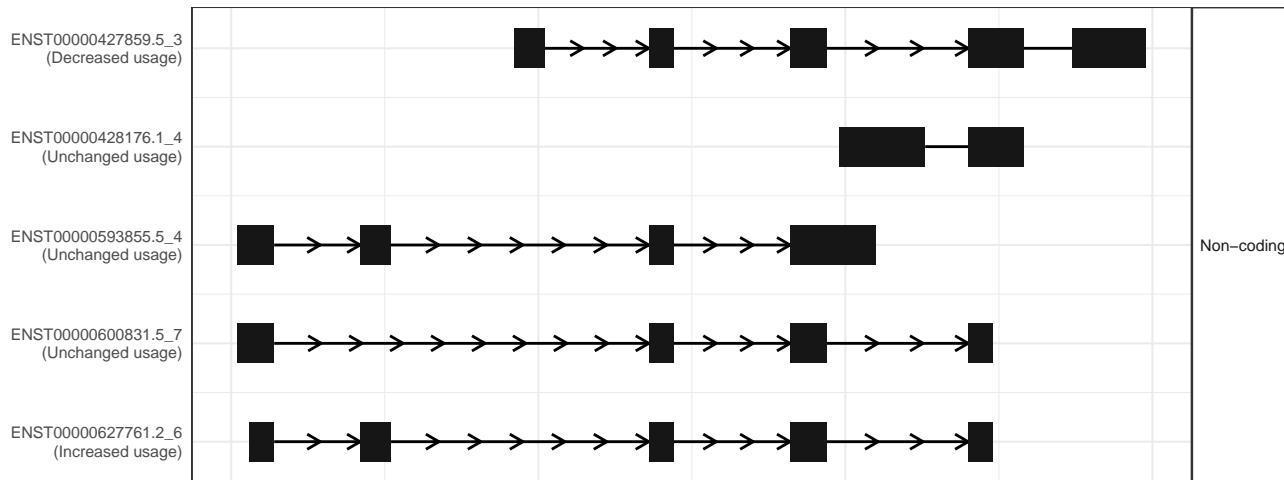 ENST00000427859.5_3
(Decreased usage)
ENST00000428176.1_4
(Unchanged usage)
ENST00000593855.5_4
(Unchanged usage)
Non−coding
ENST00000600831.5_7
(Unchanged usage)
ENST00000627761.2_6
(Increased usage)